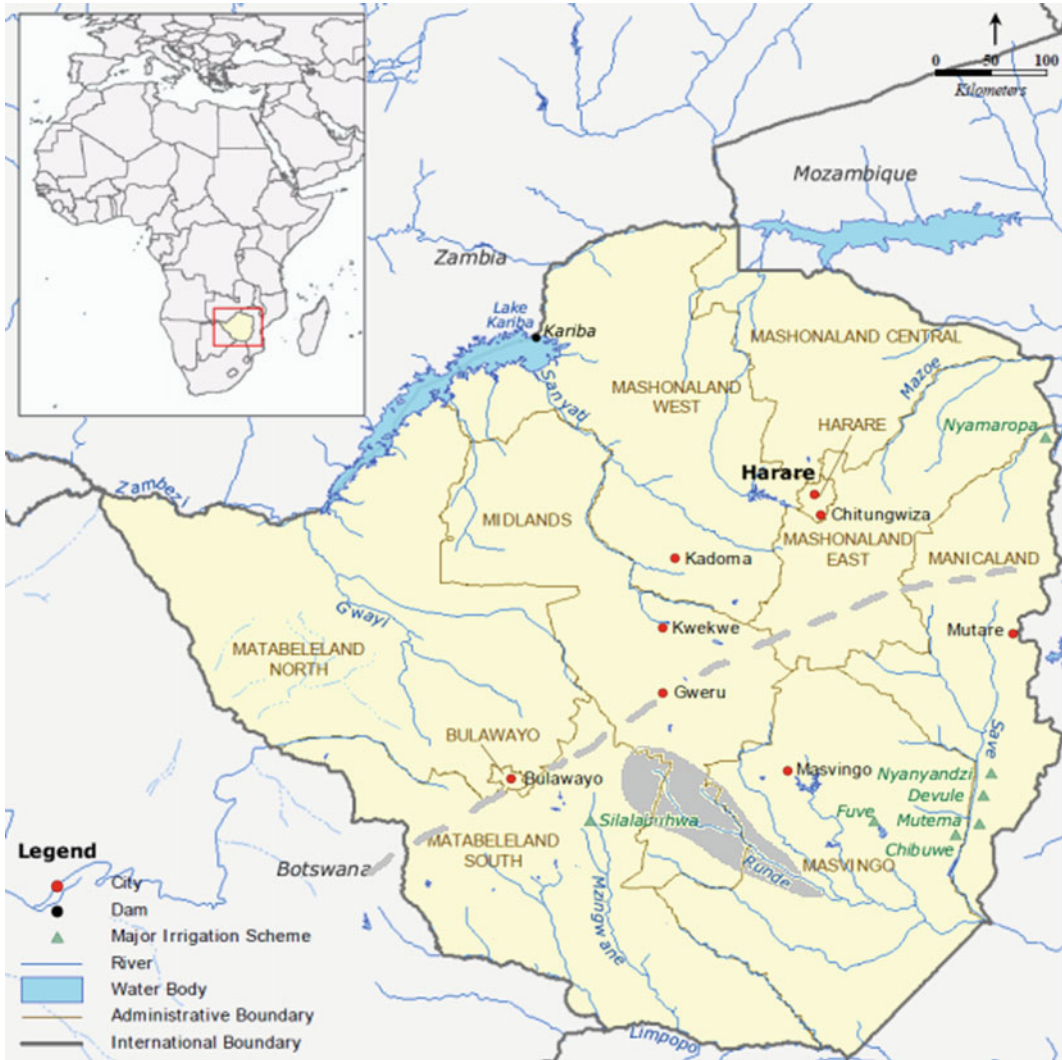 0 50 100
Kilometers
Mozambique
Zambia
Lake
Kariba
Kariba
Sanyati
MASHONALAND CENTRAL
MASHONALAND
WEST
Mazoe
HARARE
Nyamaropa
Harare
Zambezi
Chitungwiza
MIDLANDS
MASHONALAND
EAST
MANICALAND
Kadoma
Gwayi
Kwekwe
Mutare
MATABELELAND
NORTH
Gweru
Save
BULAWAYO
Bulawayo
Masvingo
Nyanyandzi
Devule
Fuve
Mutema
Silalabuhwa
Chibuwe
MATABELELAND
SOUTH
Runde
MASVINGO
Botswana
Mzingwane
Limpopo
Legend
City
Dam
Major Irrigation Scheme
River
Water Body
Administrative Boundary
International Boundary